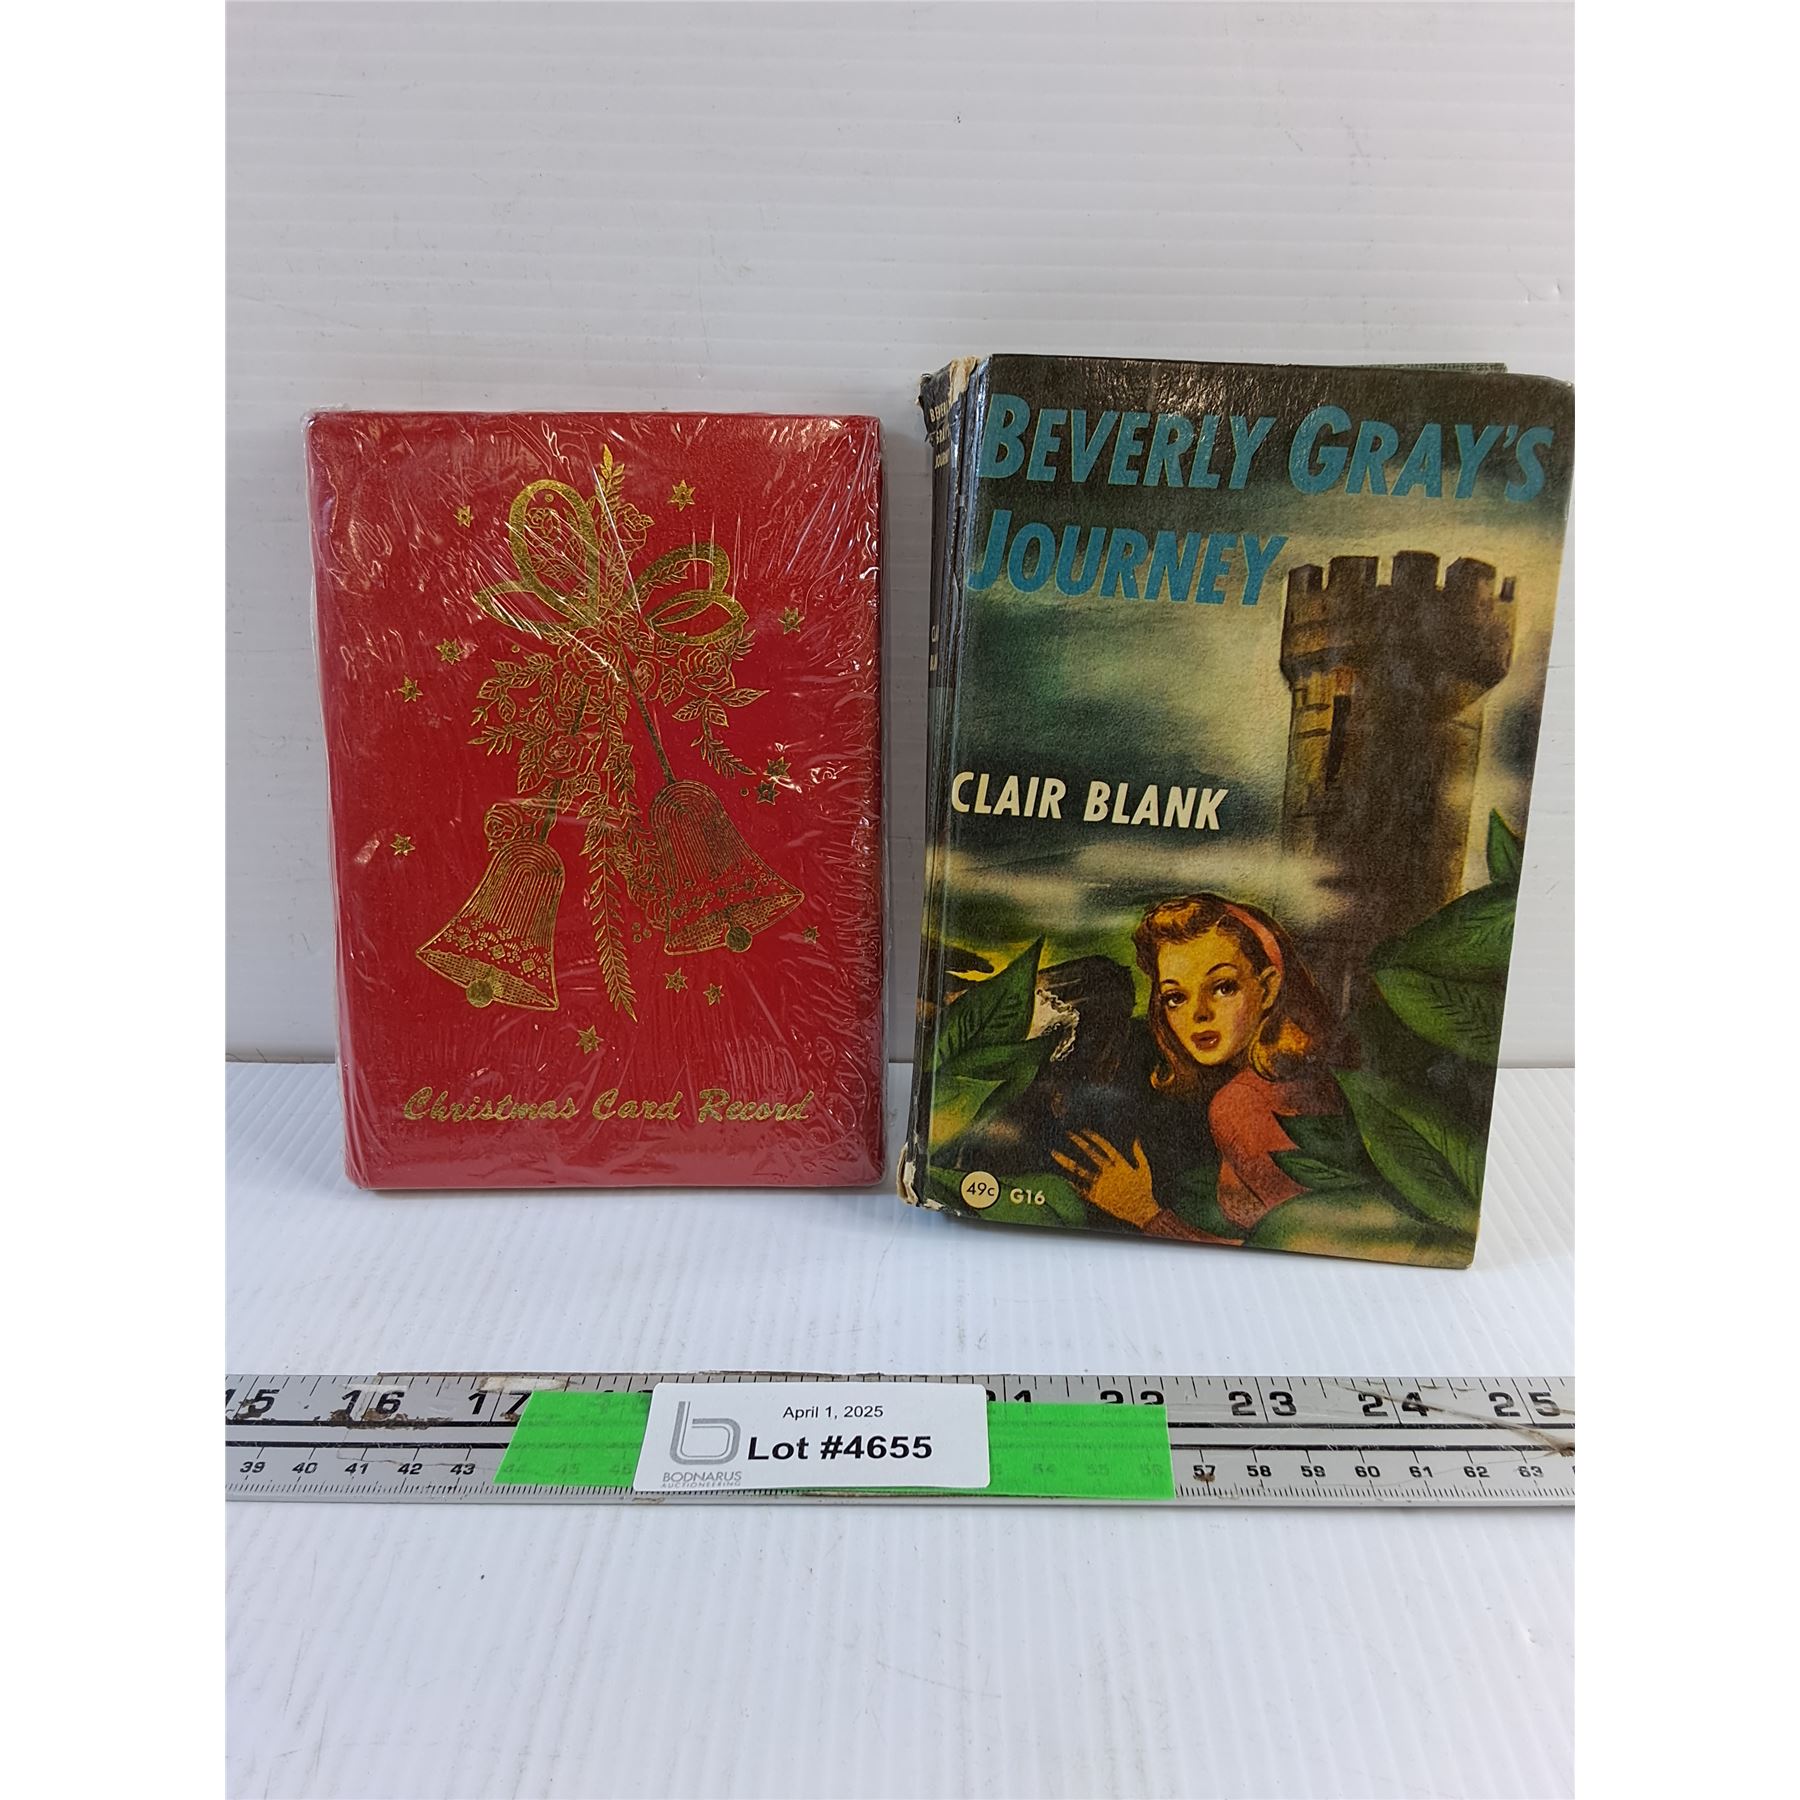 Christmas Card Record
BEVERLY GRAY'S
JOURNEY
CLAIR BLANK
49c G16
15 16 17 21 22 23 24 25
April 1, 2025
Lot #4655
BODNARUS
AUCTIONEERING
39 40 41 42 43 44 45 46 54 55 56 57 58 59 60 61 62 63